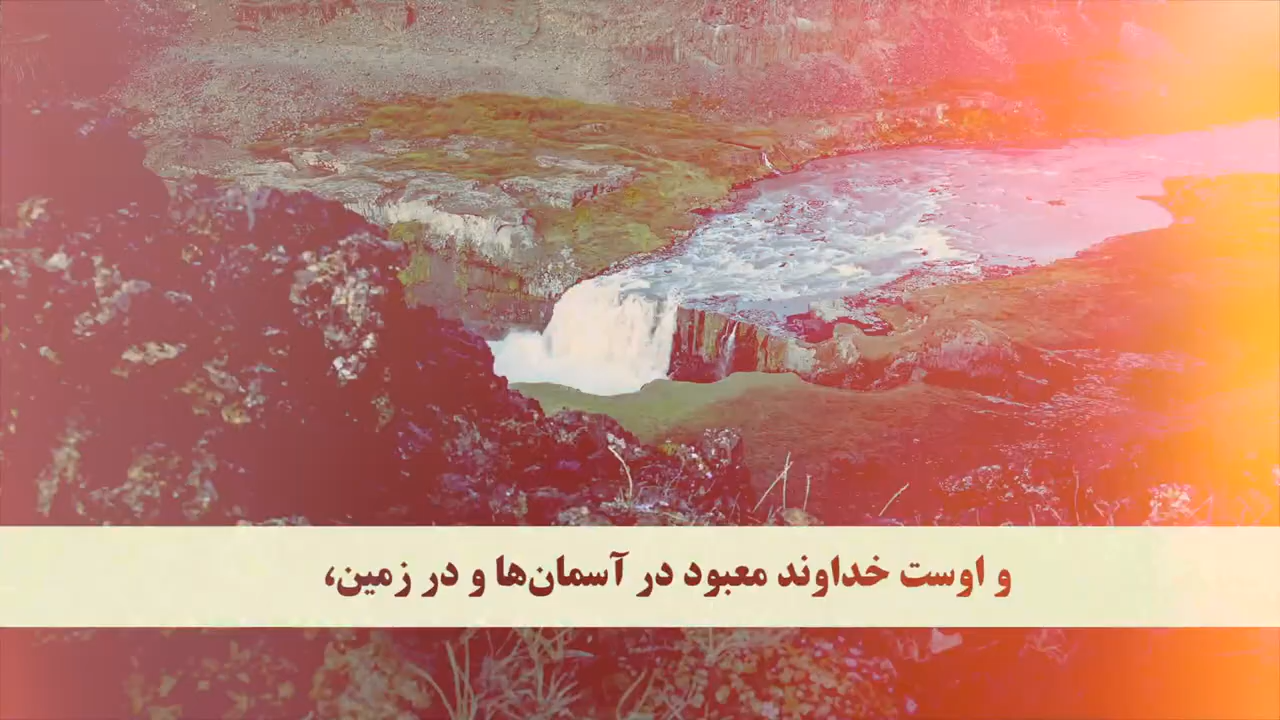 و اوست خداوند معبود در آسمان‌ها و در زمین،